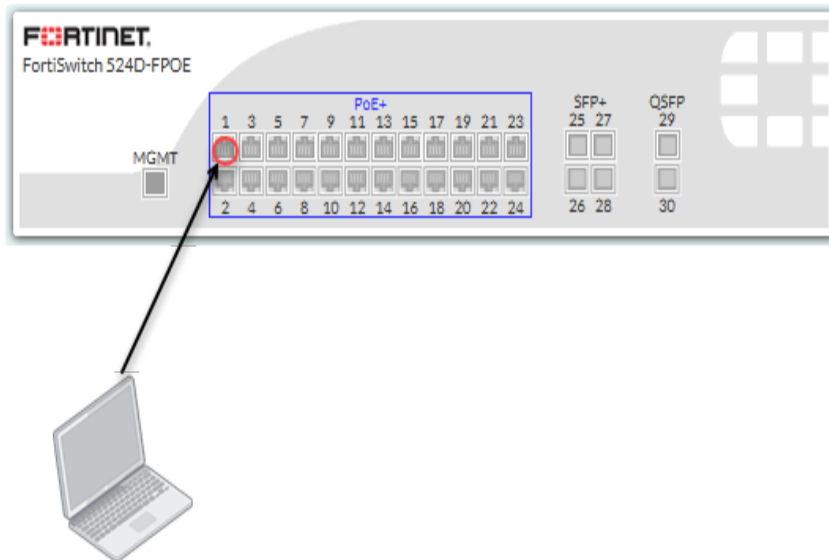 FORTINET.
FortiSwitch 524D-FPOE
PoE+
SFP+ QSFP
1 3 5 7 9 11 13 15 17 19 21 23
25 27 29
MGMT
2 4 6 8 10 12 14 16 18 20 22 24
26 28 30